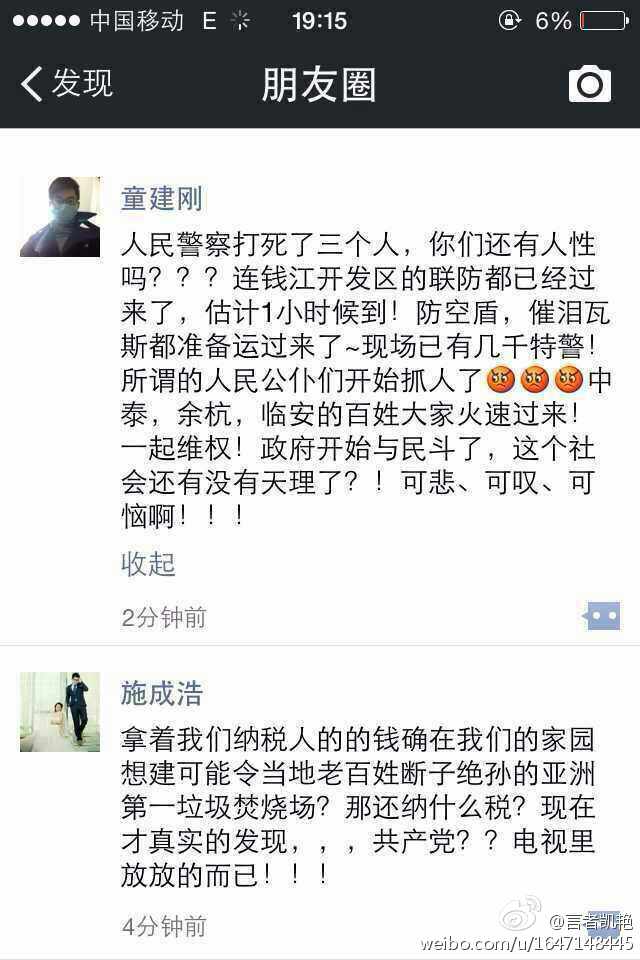 中国移动 E 19:15 6%
发现 朋友圈
童建刚
人民警察打死了三个人，你们还有人性
吗？？？连钱江开发区的联防都已经过
来了，估计1小时候到！防空盾，催泪瓦
斯都准备运过来了~现场已有几千特警！
所谓的人民公仆们开始抓人了😡😡😡中
泰，余杭，临安的百姓大家火速过来！
一起维权！政府开始与民斗了，这个社
会还有没有天理了？！可悲、可叹、可
恼啊！！！
收起
2分钟前
施成浩
拿着我们纳税人的的钱确在我们的家园
想建可能令当地老百姓断子绝孙的亚洲
第一垃圾焚烧场？那还纳什么税？现在
才真实的发现，，，共产党？？电视里
放放的而已！！！
4分钟前
@言者凯艳
weibo.com/u/1647148445